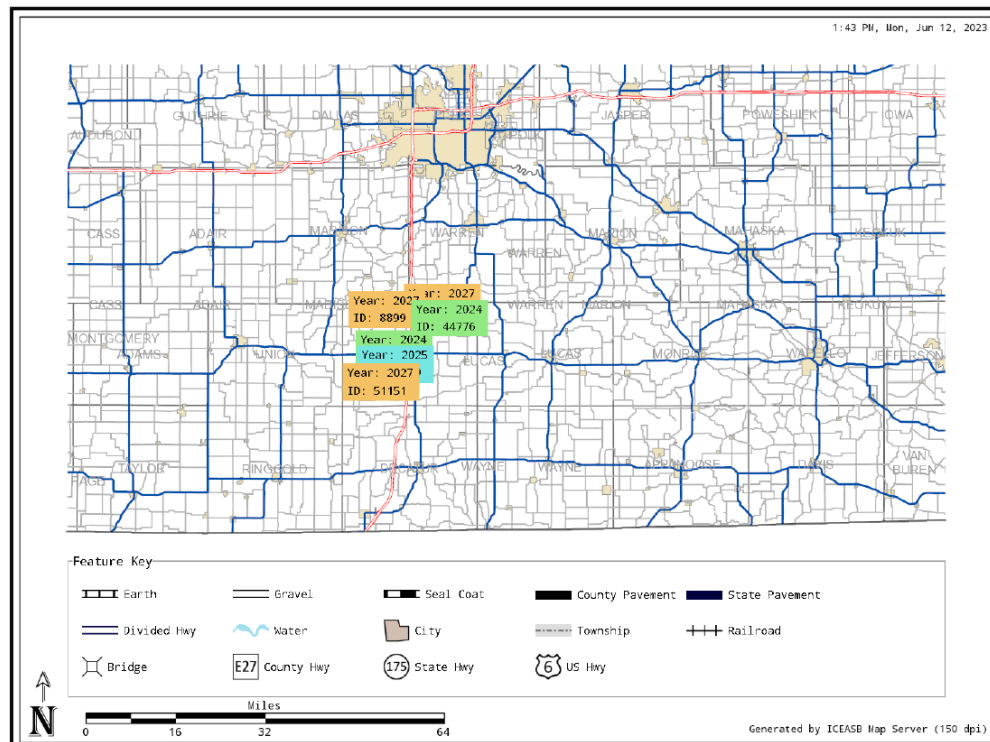 1:43 PM, Mon, Jun 12, 2023
GUTHRIE
DALLAS
JASPER
POWESHIEK
IOWA
AUDUBON
POLK
CASS
ADAIR
WARREN
MARION
MAHASKA
KEOKUK
WARREN
Year: 2027
Year: 2027
CASS
ADAIR
WARREN
MARION
MAHASKA
KEOKUK
Year: 2024
ID: 8899
ID: 44776
MONTGOMERY
Year: 2024
ADAMS
UNION
Year: 2025
LUCAS
LUCAS
MONROE
WAPELLO
JEFFERSON
Year: 2027
ID: 51151
TAYLOR
RINGGOLD
DECATUR
WAYNE
WAYNE
APPANOOSE
DAVIS
VAN
BUREN
PAGE
Feature Key
Earth
Gravel
Seal Coat
County Pavement
State Pavement
Divided Hwy
Water
City
Township
Railroad
Bridge
E27
County Hwy
175
State Hwy
6
US Hwy
N
Miles
0
16
32
64
Generated by ICEASB Map Server (150 dpi)